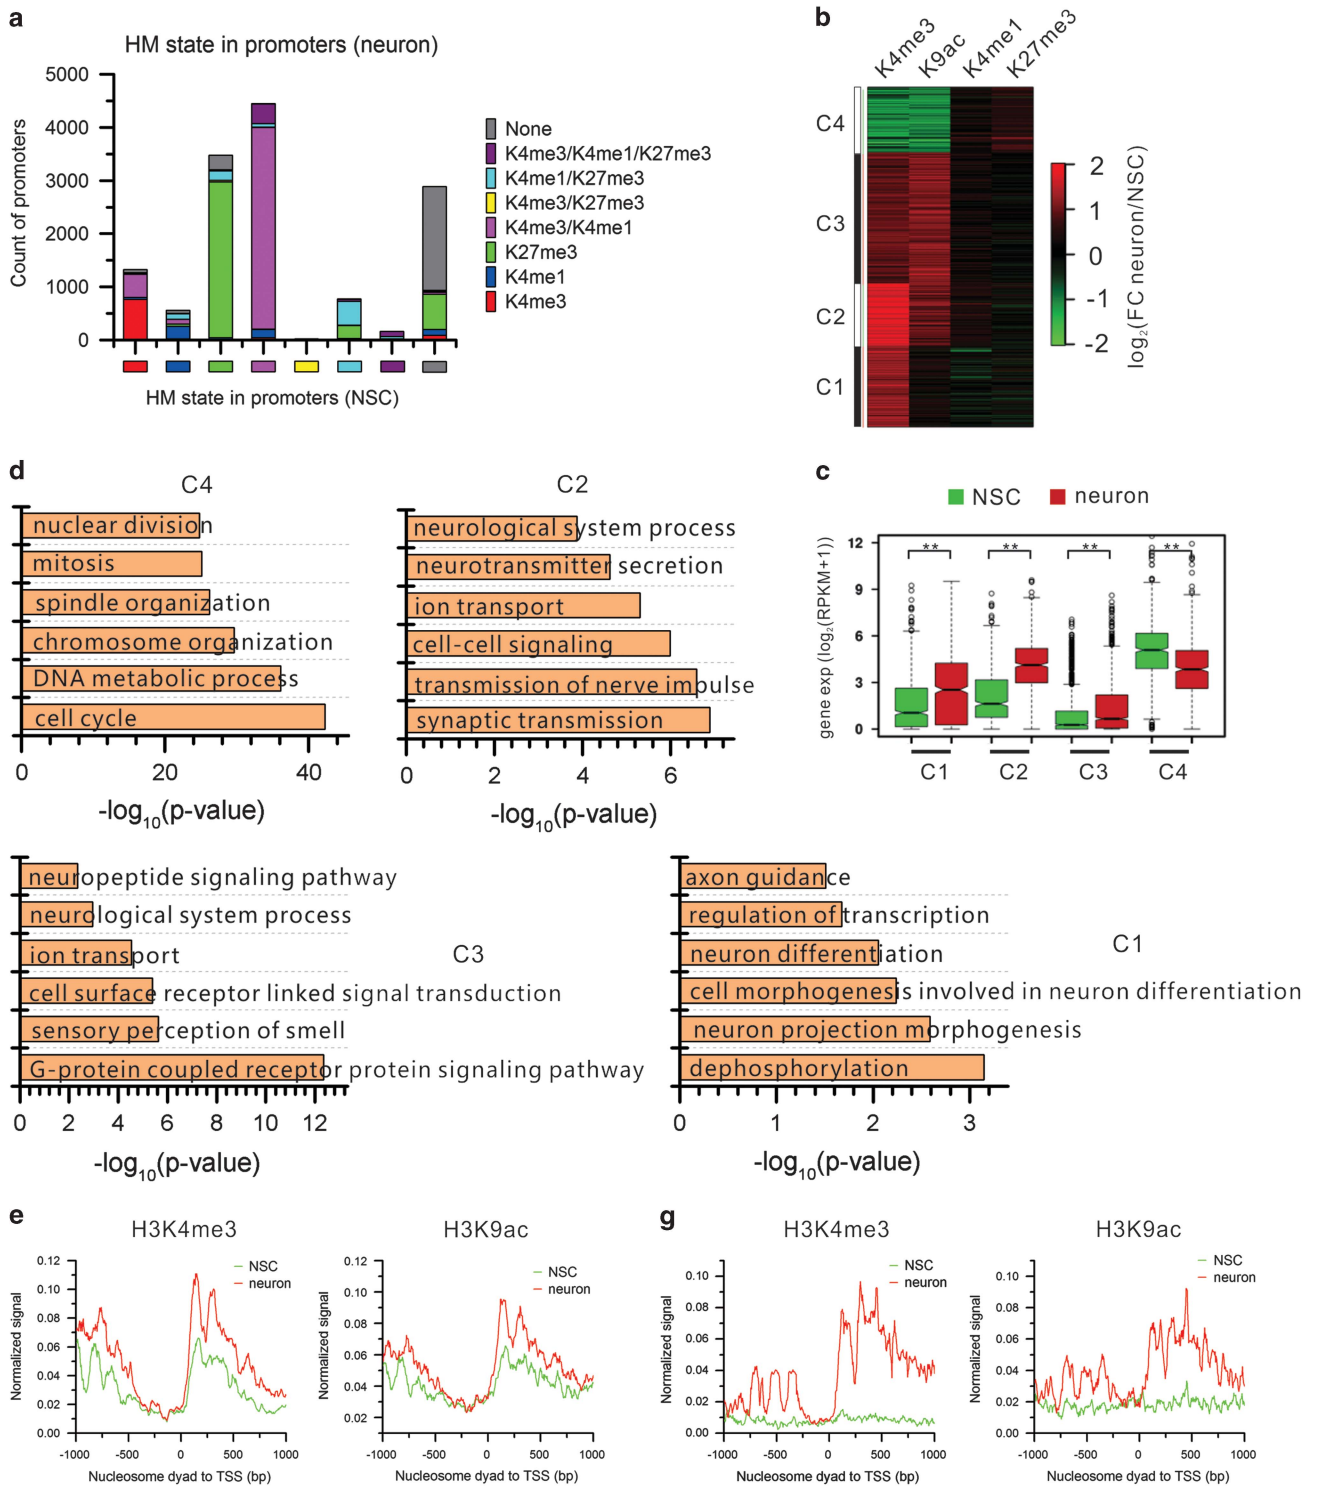 a
HM state in promoters (neuron)
5000
4000
3000
2000
1000
0
Count of promoters
None
K4me3/K4me1/K27me3
K4me1/K27me3
K4me3/K27me3
K4me3/K4me1
K27me3
K4me1
K4me3
HM state in promoters (NSC)
b
K4me3 K9ac K4me1 K27me3
C4
C3
C2
C1
2
1
0
-1
-2
log2(FC neuron/NSC)
d
C4
nuclear division
mitosis
spindle organization
chromosome organization
DNA metabolic process
cell cycle
0 20 40
-log10(p-value)
C2
neurological system process
neurotransmitter secretion
ion transport
cell-cell signaling
transmission of nerve impulse
synaptic transmission
0 2 4 6
-log10(p-value)
c
NSC neuron
12
9
6
3
0
gene exp (log2(RPKM+1))
** ** ** **
C1 C2 C3 C4
neuropeptide signaling pathway
neurological system process
ion transport
cell surface receptor linked signal transduction
sensory perception of smell
G-protein coupled receptor protein signaling pathway
C3
0 2 4 6 8 10 12
-log10(p-value)
axon guidance
regulation of transcription
neuron differentiation
cell morphogenesis involved in neuron differentiation
neuron projection morphogenesis
dephosphorylation
C1
0 1 2 3
-log10(p-value)
e
H3K4me3
NSC
neuron
0.12
0.10
0.08
0.06
0.04
0.02
0.00
Normalized signal
-1000 -500 0 500 1000
Nucleosome dyad to TSS (bp)
H3K9ac
NSC
neuron
0.12
0.10
0.08
0.06
0.04
0.02
Normalized signal
-1000 -500 0 500 1000
Nucleosome dyad to TSS (bp)
g
H3K4me3
NSC
neuron
0.10
0.08
0.06
0.04
0.02
0.00
Normalized signal
-1000 -500 0 500 1000
Nucleosome dyad to TSS (bp)
H3K9ac
NSC
neuron
0.10
0.08
0.06
0.04
0.02
0.00
Normalized signal
-1000 -500 0 500 1000
Nucleosome dyad to TSS (bp)